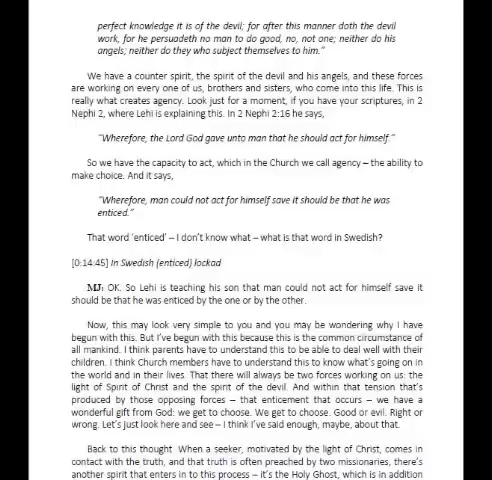 perfect knowledge it is of the devil; for after this manner doth the devil
work, for he persuadeth no man to do good, no, not one; neither do his
angels; neither do they who subject themselves to him.”
We have a counter spirit, the spirit of the devil and his angels, and these forces
are working on every one of us, brothers and sisters, who come into this life. This is
really what creates agency. Look just for a moment, if you have your scriptures, in 2
Nephi 2, where Lehi is explaining this. In 2 Nephi 2:16 he says,
“Wherefore, the Lord God gave unto man that he should act for himself.”
So we have the capacity to act, which in the Church we call agency – the ability to
make choice. And it says,
“Wherefore, man could not act for himself save it should be that he was
enticed.”
That word ‘enticed’ – I don’t know what – what is that word in Swedish?
[0:14:45] In Swedish (enticed) lockad
MJ: OK. So Lehi is teaching his son that man could not act for himself save it
should be that he was enticed by the one or by the other.
Now, this may look very simple to you and you may be wondering why I have
begun with this. But I’ve begun with this because this is the common circumstance of
all mankind. I think parents have to understand this to be able to deal well with their
children. I think Church members have to understand this to know what’s going on in
the world and in their lives. That there will always be two forces working on us: the
light of Spirit of Christ and the spirit of the devil. And within that tension that’s
produced by those opposing forces – that enticement that occurs – we have a
wonderful gift from God: we get to choose. We get to choose. Good or evil. Right or
wrong. Let’s just look here and see – I think I’ve said enough, maybe, about that.
Back to this thought  When a seeker, motivated by the light of Christ, comes in
contact with the truth, and that truth is often preached by two missionaries, there’s
another spirit that enters in to this process – it’s the Holy Ghost, which is in addition